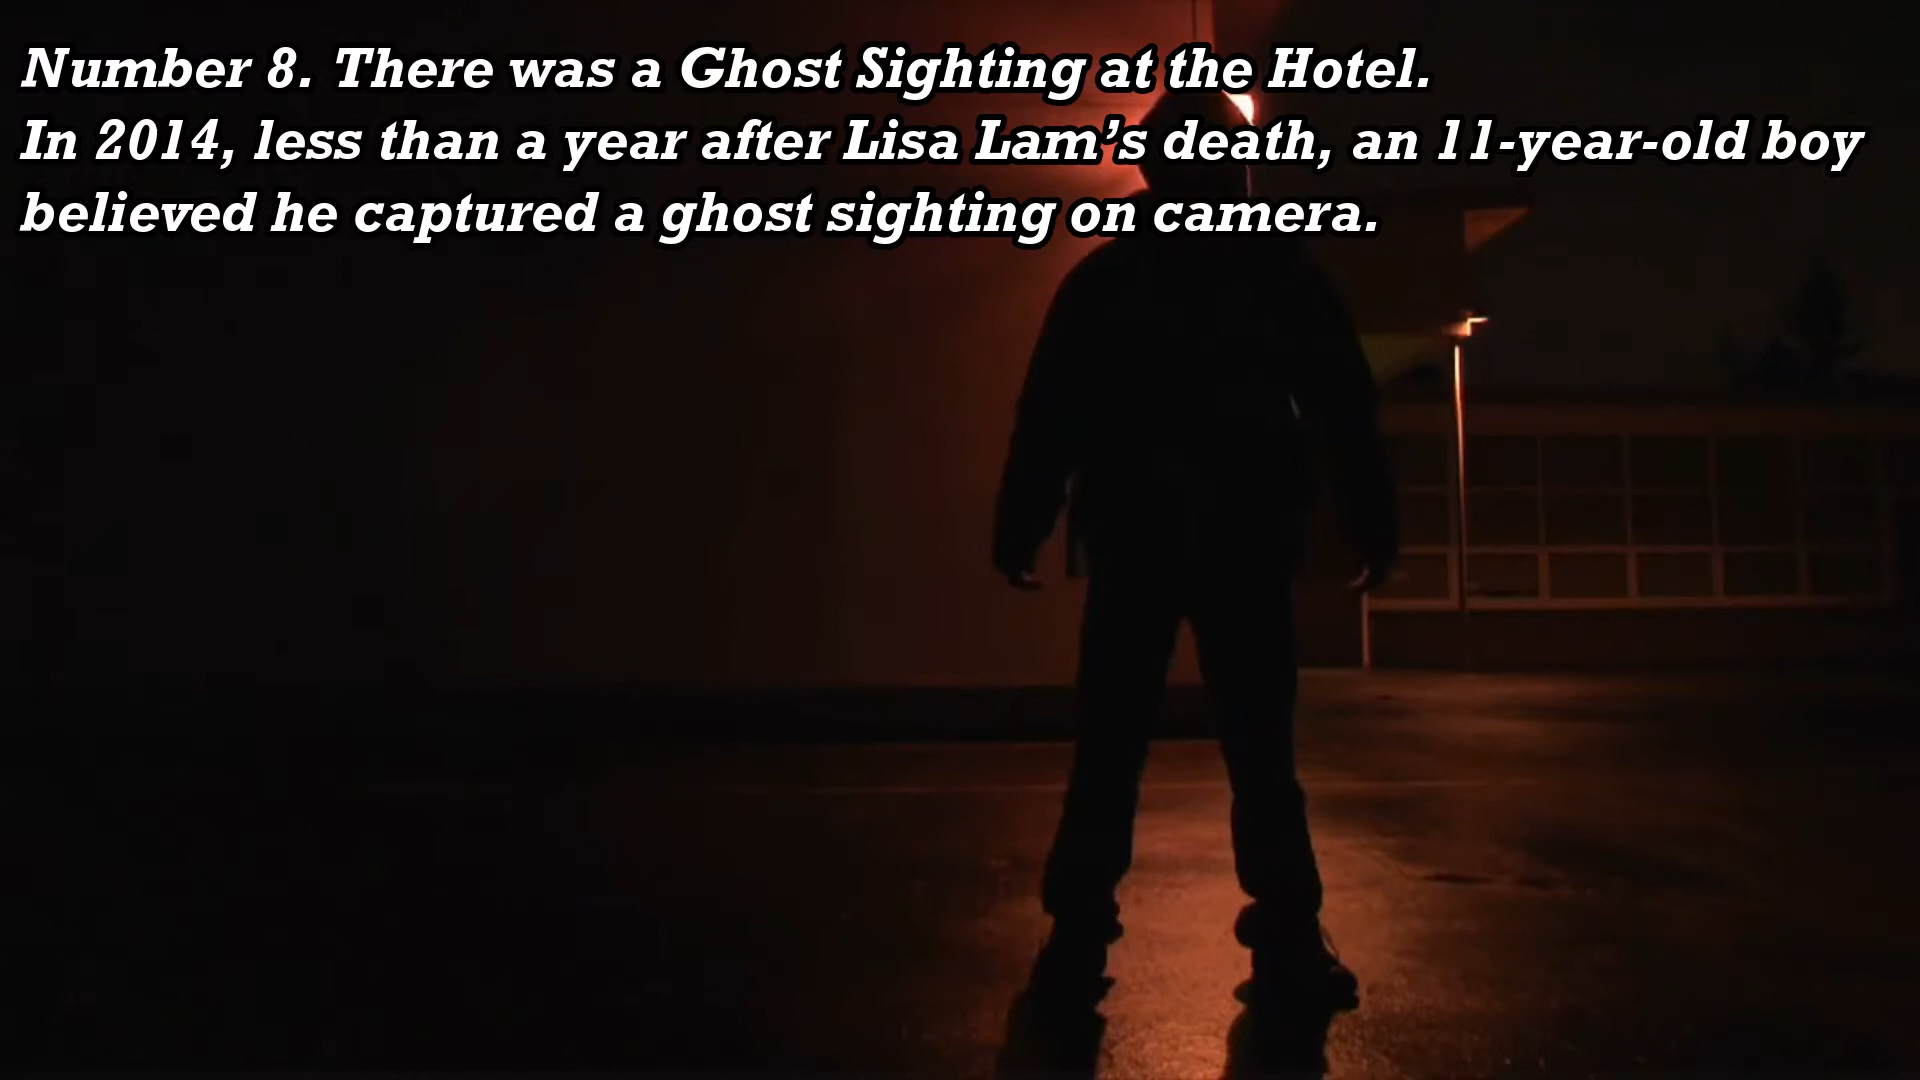 Number 8. There was a Ghost Sighting at the Hotel.
In 2014, less than a year after Lisa Lam’s death, an 11-year-old boy
believed he captured a ghost sighting on camera.